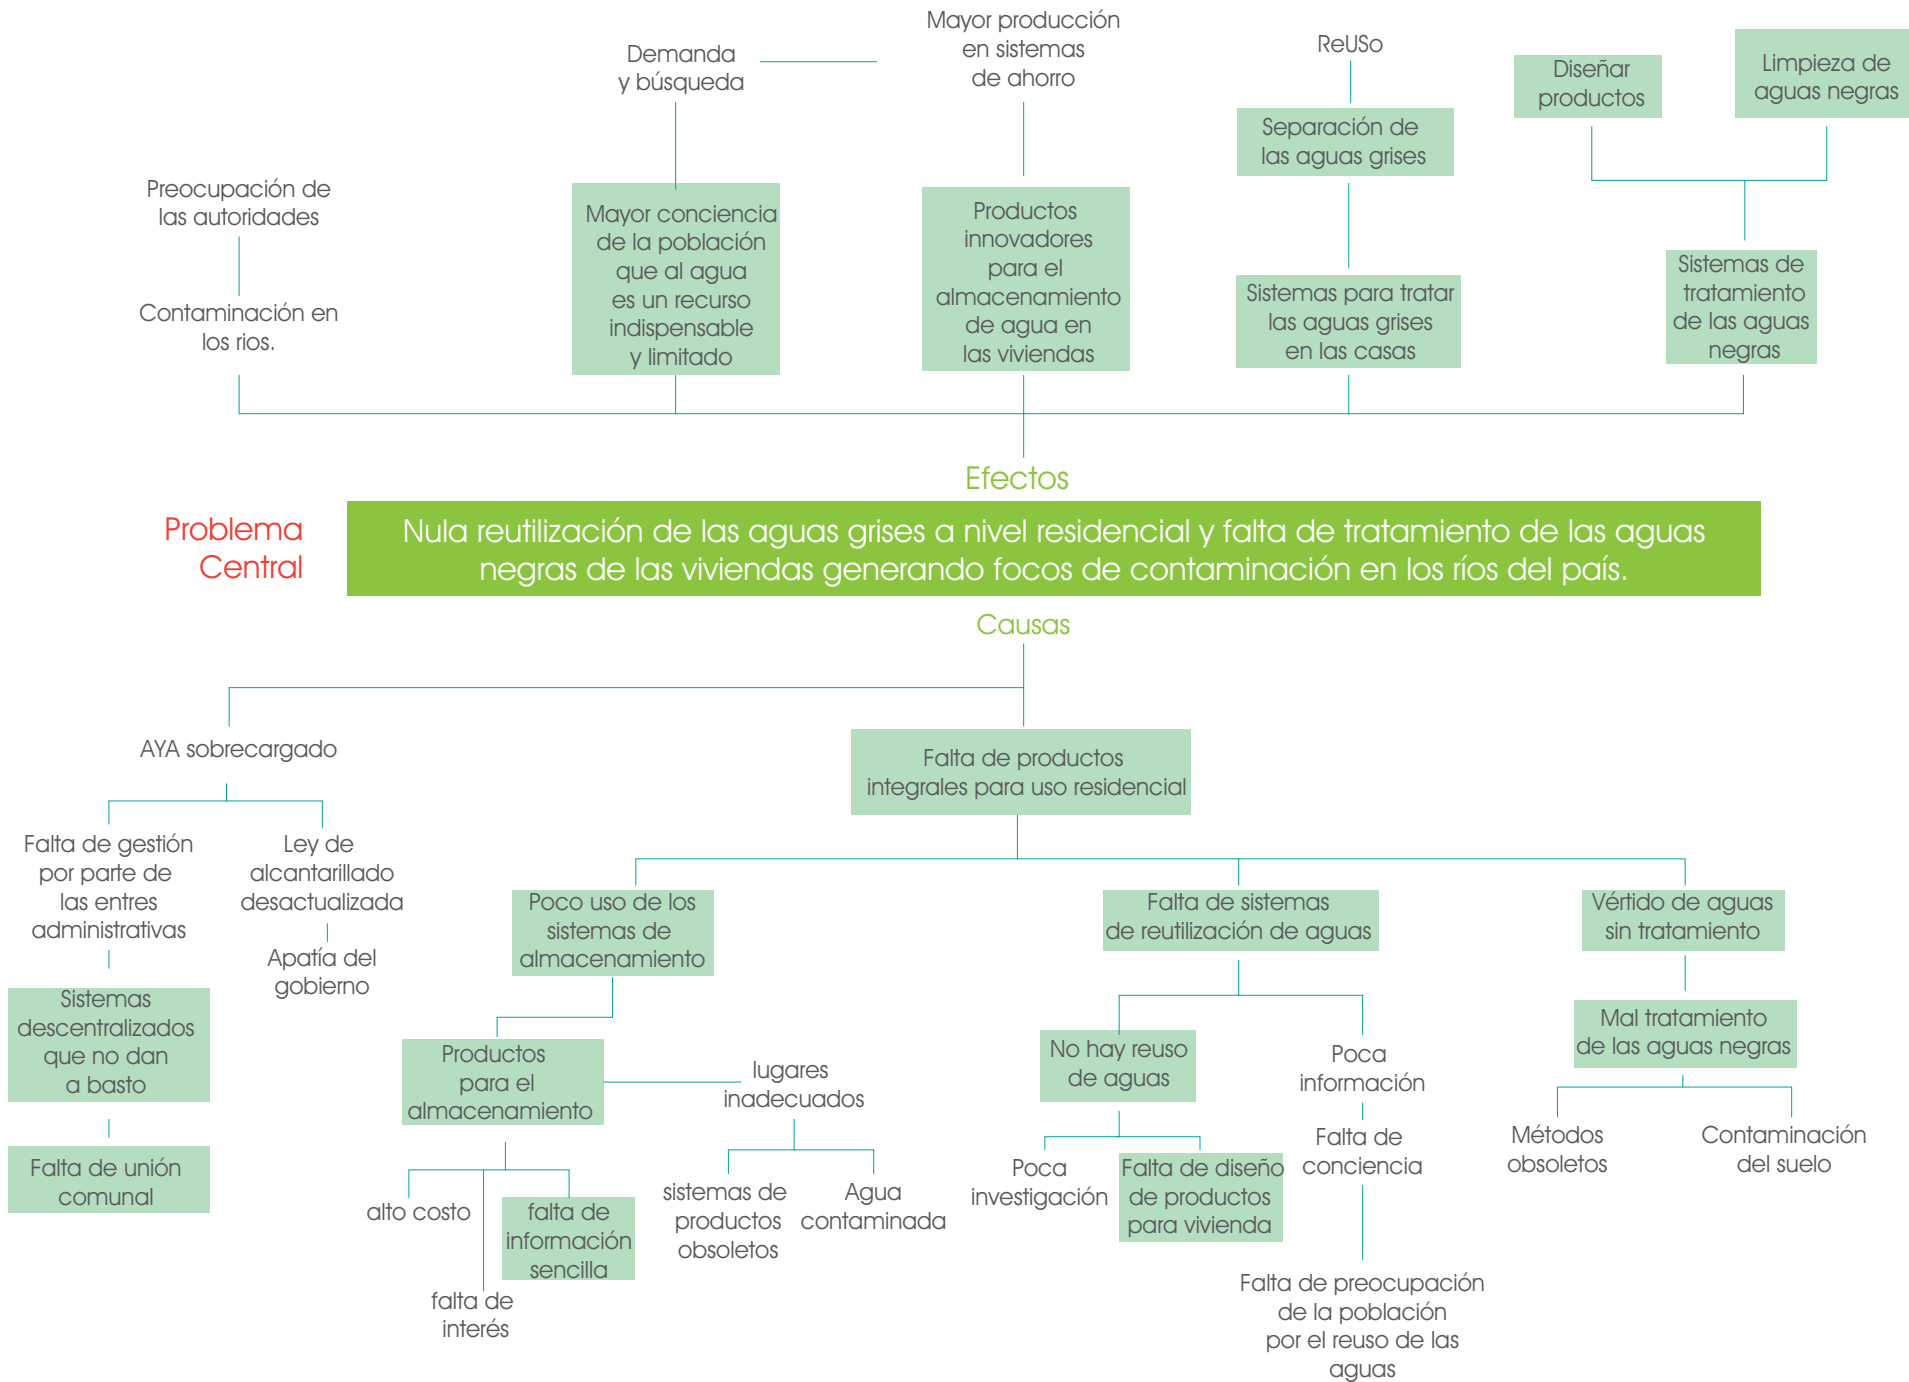 Mayor producción
en sistemas
de ahorro
Demanda
y búsqueda
ReUSo
Diseñar
productos
Limpieza de
aguas negras
Separación de
las aguas grises
Preocupación de
las autoridades
Contaminación en
los rios.
Mayor conciencia
de la población
que al agua
es un recurso
indispensable
y limitado
Productos
innovadores
para el
almacenamiento
de agua en
las viviendas
Sistemas para tratar
las aguas grises
en las casas
Sistemas de
tratamiento
de las aguas
negras
Efectos
Problema
Central
Nula reutilización de las aguas grises a nivel residencial y falta de tratamiento de las aguas
negras de las viviendas generando focos de contaminación en los ríos del país.
Causas
AYA sobrecargado
Falta de productos
integrales para uso residencial
Falta de gestión
por parte de
las entres
administrativas
Ley de
alcantarillado
desactualizada
Apatía del
gobierno
Sistemas
descentralizados
que no dan
a basto
Falta de unión
comunal
Poco uso de los
sistemas de
almacenamiento
Productos
para el
almacenamiento
lugares
inadecuados
alto costo
falta de
interés
falta de
información
sencilla
sistemas de
productos
obsoletos
Agua
contaminada
Falta de sistemas
de reutilización de aguas
No hay reuso
de aguas
Poca
información
Poca
investigación
Falta de diseño
de productos
para vivienda
Falta de
conciencia
Falta de preocupación
de la población
por el reuso de las
aguas
Vértido de aguas
sin tratamiento
Mal tratamiento
de las aguas negras
Métodos
obsoletos
Contaminación
del suelo